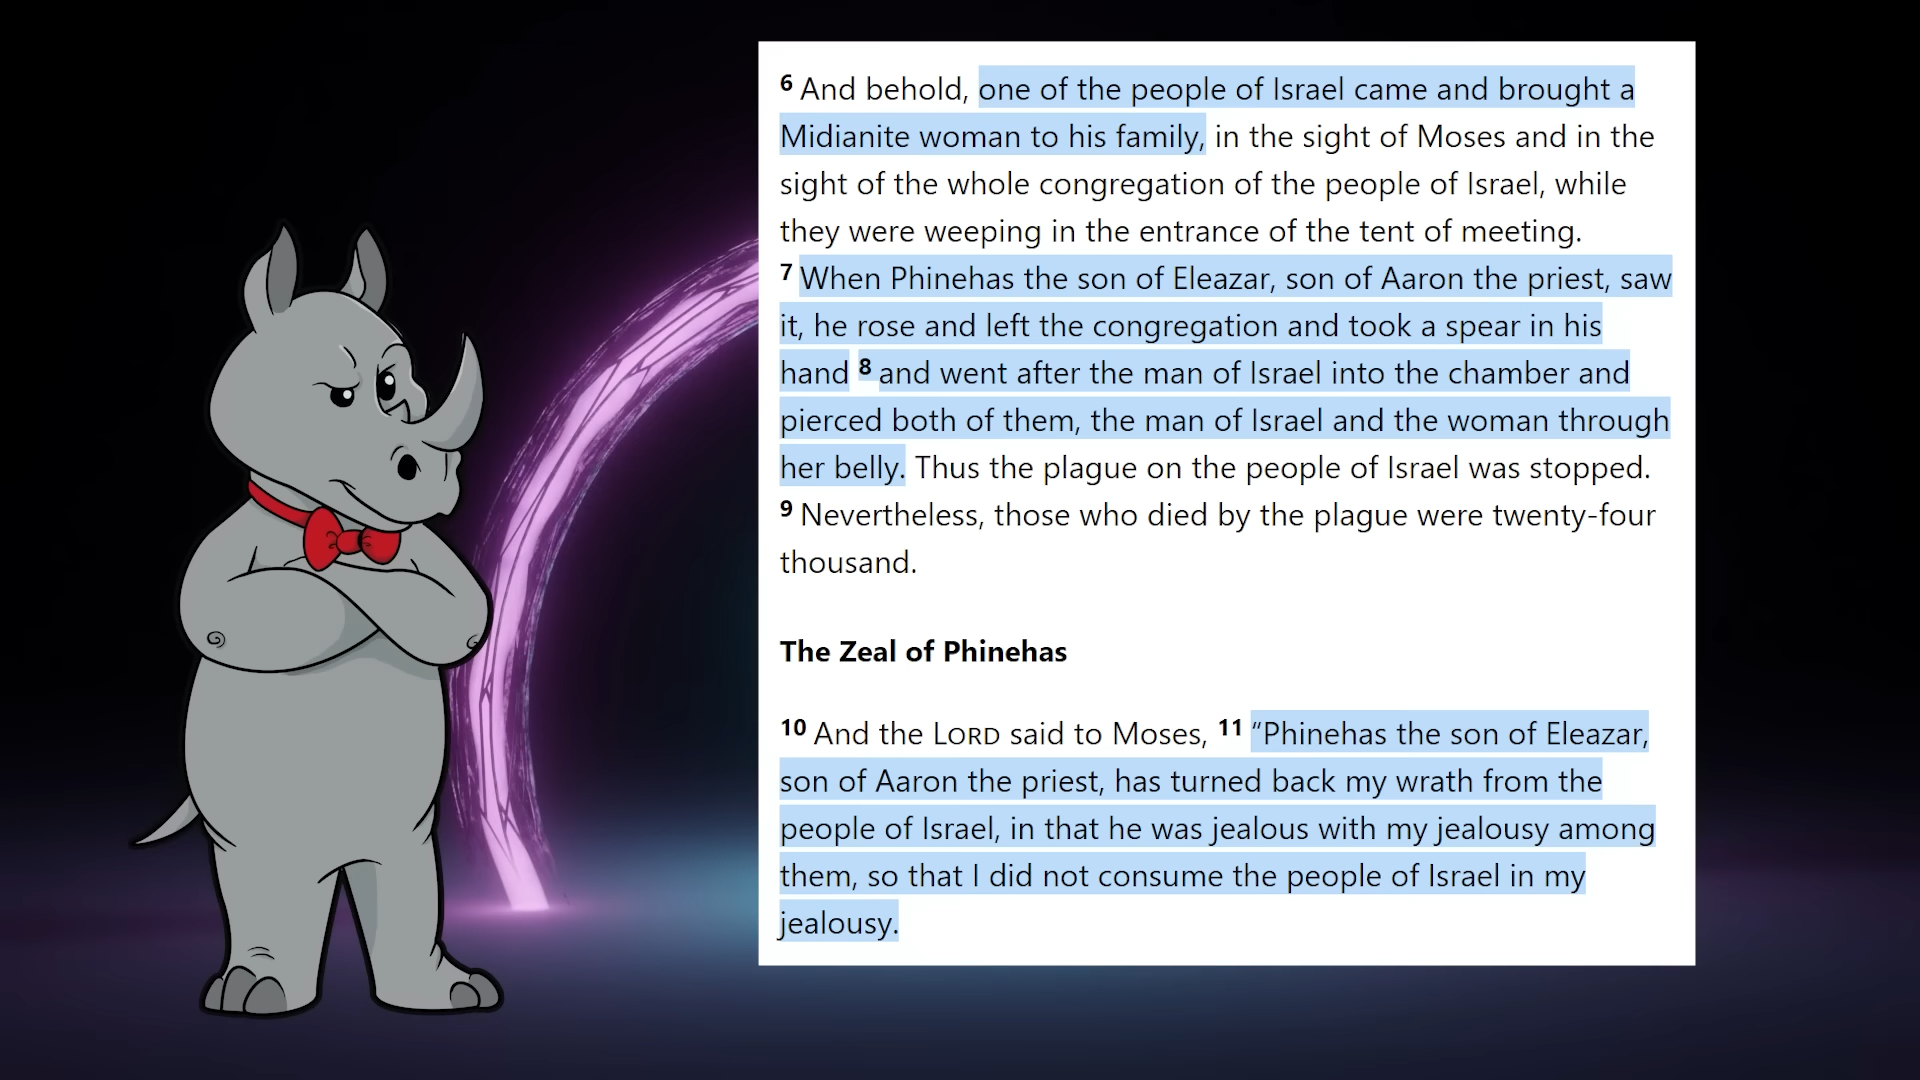 6 And behold, one of the people of Israel came and brought a
Midianite woman to his family, in the sight of Moses and in the
sight of the whole congregation of the people of Israel, while
they were weeping in the entrance of the tent of meeting.
7 When Phinehas the son of Eleazar, son of Aaron the priest, saw
it, he rose and left the congregation and took a spear in his
hand 8 and went after the man of Israel into the chamber and
pierced both of them, the man of Israel and the woman through
her belly. Thus the plague on the people of Israel was stopped.
9 Nevertheless, those who died by the plague were twenty-four
thousand.
The Zeal of Phinehas
10 And the LORD said to Moses, 11 “Phinehas the son of Eleazar,
son of Aaron the priest, has turned back my wrath from the
people of Israel, in that he was jealous with my jealousy among
them, so that I did not consume the people of Israel in my
jealousy.